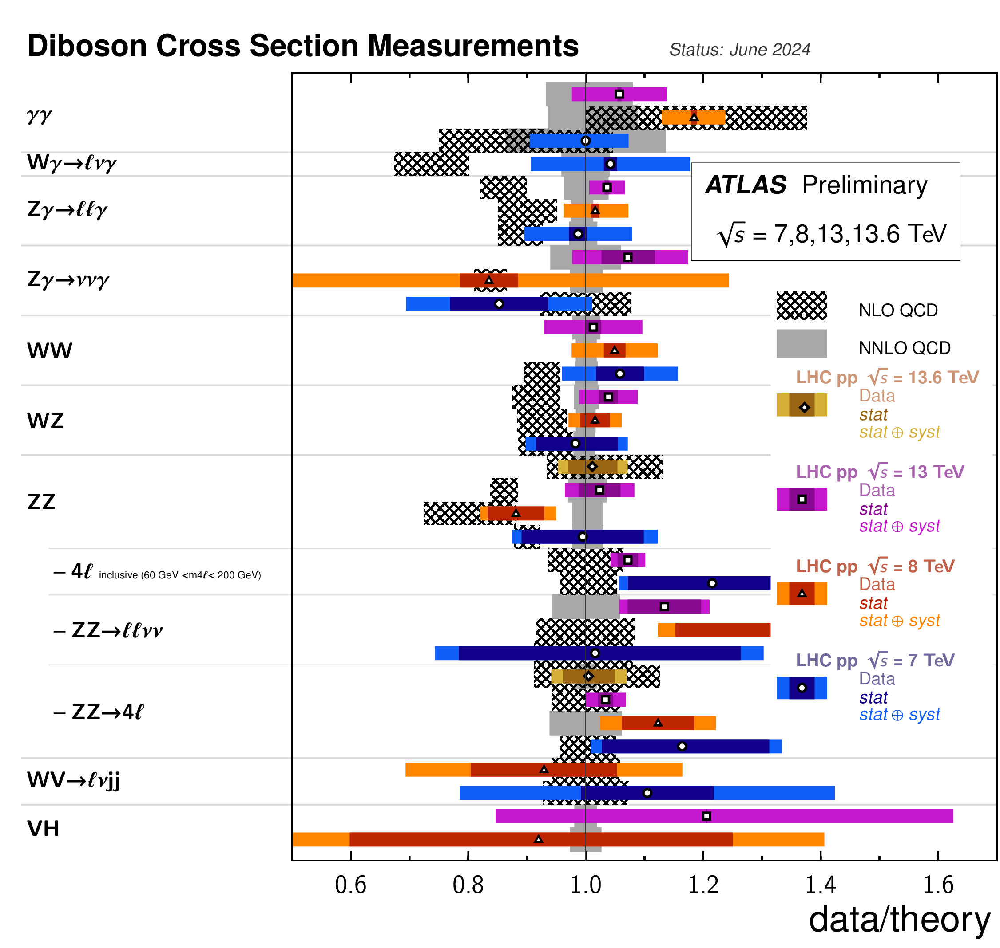 Diboson Cross Section Measurements
Status: June 2024
γγ
Wγ→ℓνγ
Zγ→ℓℓγ
Zγ→ννγ
WW
WZ
ZZ
– 4ℓ inclusive (60 GeV <m4ℓ< 200 GeV)
– ZZ→ℓℓνν
– ZZ→4ℓ
WV→ℓνjj
VH
ATLAS Preliminary
√s = 7,8,13,13.6 TeV
NLO QCD
NNLO QCD
LHC pp √s = 13.6 TeV
Data
stat
stat ⊕ syst
LHC pp √s = 13 TeV
Data
stat
stat ⊕ syst
LHC pp √s = 8 TeV
Data
stat
stat ⊕ syst
LHC pp √s = 7 TeV
Data
stat
stat ⊕ syst
0.6 0.8 1.0 1.2 1.4 1.6
data/theory